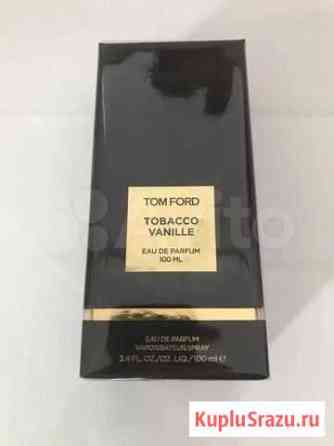 TOM FORD
TOBACCO
VANILLE
EAU DE PARFUM
100 ML
EAU DE PARFUM
VAPORISATEUR/SPRAY
3.4 FL.OZ./OZ. LIQ./100 ml ℮
Avito
KupluSrazu.ru